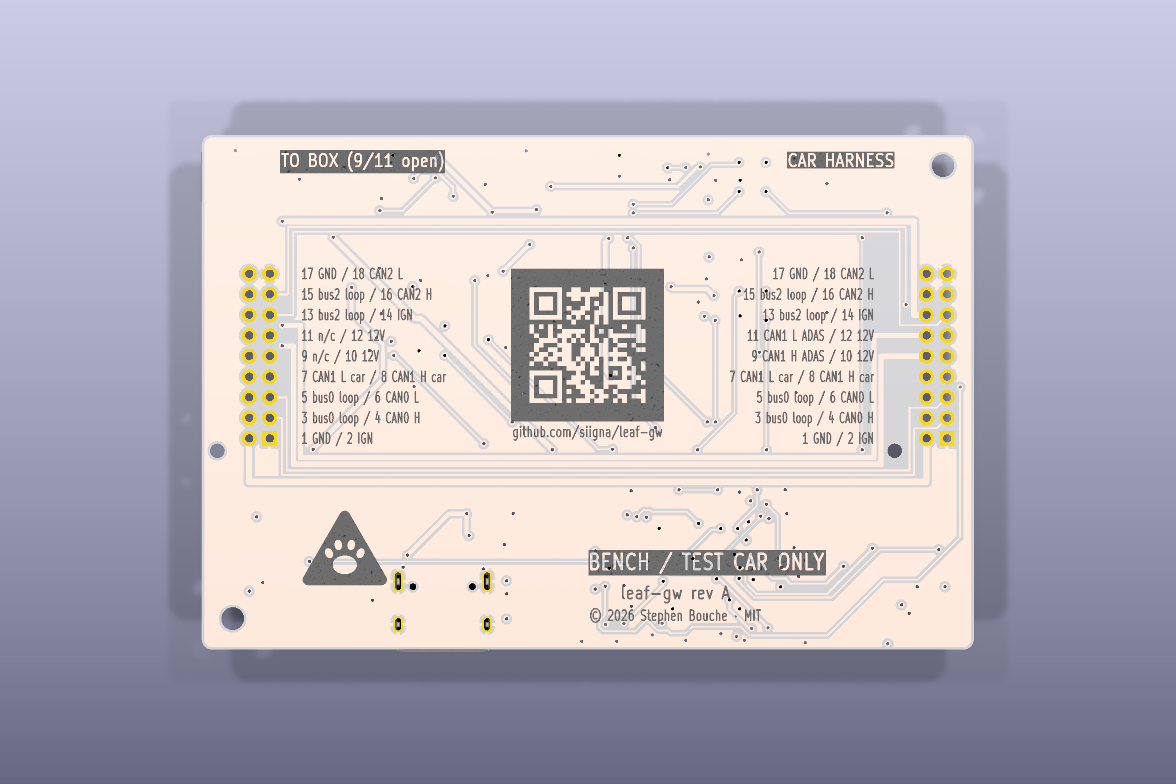 TO BOX (9/11 open)
CAR HARNESS
17 GND / 18 CAN2 L
15 bus2 loop / 16 CAN2 H
13 bus2 loop / 14 IGN
11 n/c / 12 12V
9 n/c / 10 12V
7 CAN1 L car / 8 CAN1 H car
5 bus0 loop / 6 CAN0 L
3 bus0 loop / 4 CAN0 H
1 GND / 2 IGN
17 GND / 18 CAN2 L
15 bus2 loop / 16 CAN2 H
13 bus2 loop / 14 IGN
11 CAN1 L ADAS / 12 12V
9 CAN1 H ADAS / 10 12V
7 CAN1 L car / 8 CAN1 H car
5 bus0 loop / 6 CAN0 L
3 bus0 loop / 4 CAN0 H
1 GND / 2 IGN
github.com/siigna/leaf-gw
BENCH / TEST CAR ONLY
leaf-gw rev A
© 2026 Stephen Bouche · MIT